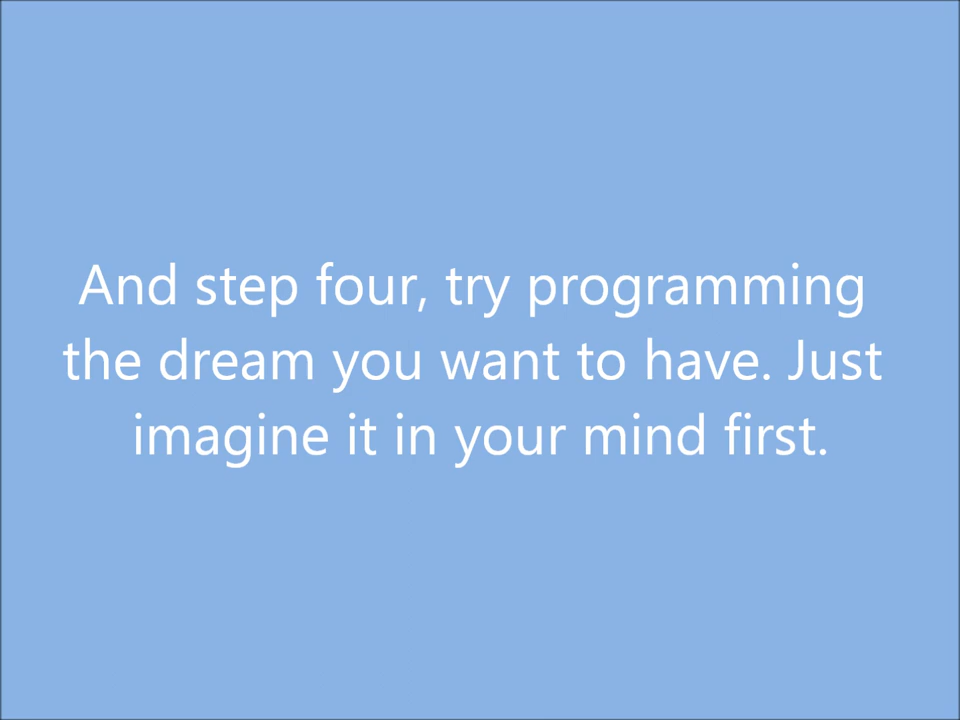 And step four, try programming
the dream you want to have. Just
imagine it in your mind first.